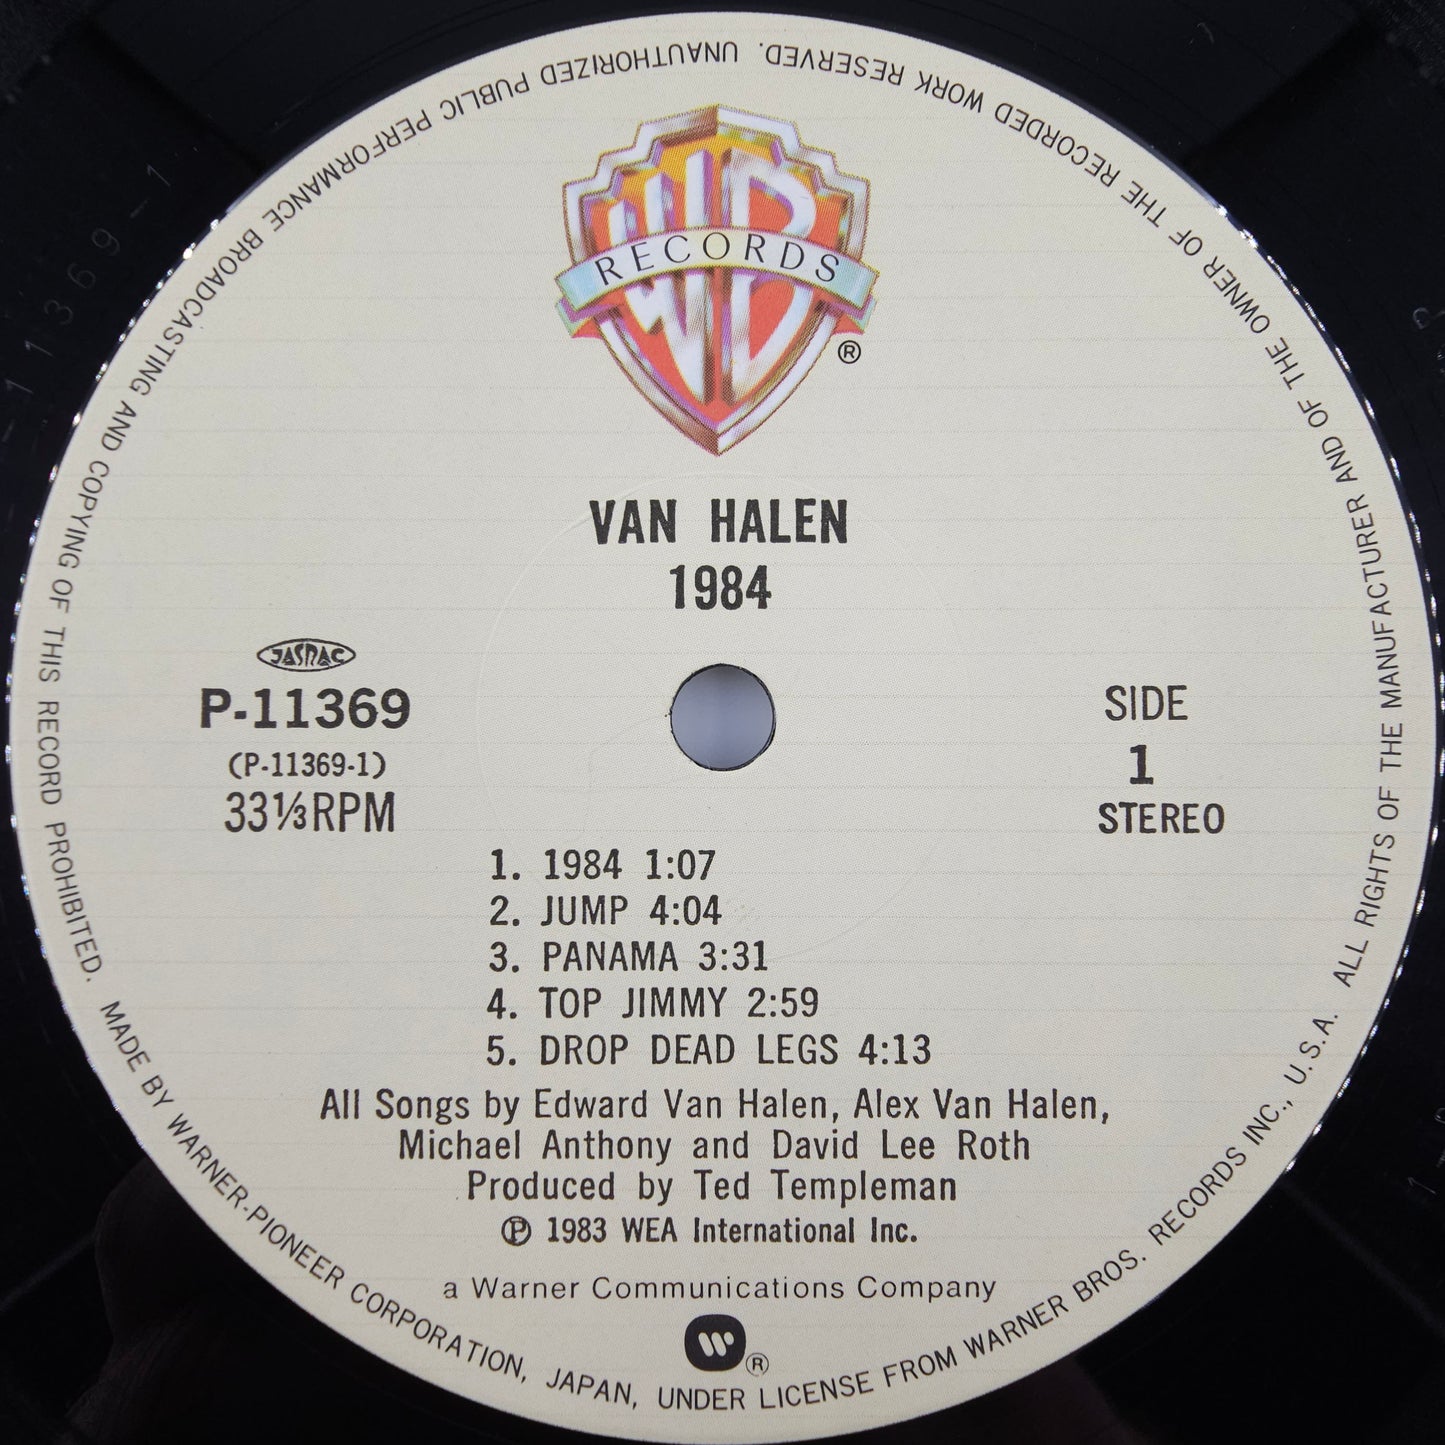 WB
RECORDS
®
VAN HALEN
1984
JASRAC
P-11369
(P-11369-1)
33⅓RPM
SIDE
1
STEREO
1. 1984 1:07
2. JUMP 4:04
3. PANAMA 3:31
4. TOP JIMMY 2:59
5. DROP DEAD LEGS 4:13
All Songs by Edward Van Halen, Alex Van Halen,
Michael Anthony and David Lee Roth
Produced by Ted Templeman
Ⓟ 1983 WEA International Inc.
a Warner Communications Company
®
MADE BY WARNER-PIONEER CORPORATION, JAPAN, UNDER LICENSE FROM WARNER BROS. RECORDS INC., U.S.A. ALL RIGHTS OF THE MANUFACTURER AND OF THE OWNER OF THE RECORDED WORK RESERVED. UNAUTHORIZED PUBLIC PERFORMANCE BROADCASTING AND COPYING OF THIS RECORD PROHIBITED.